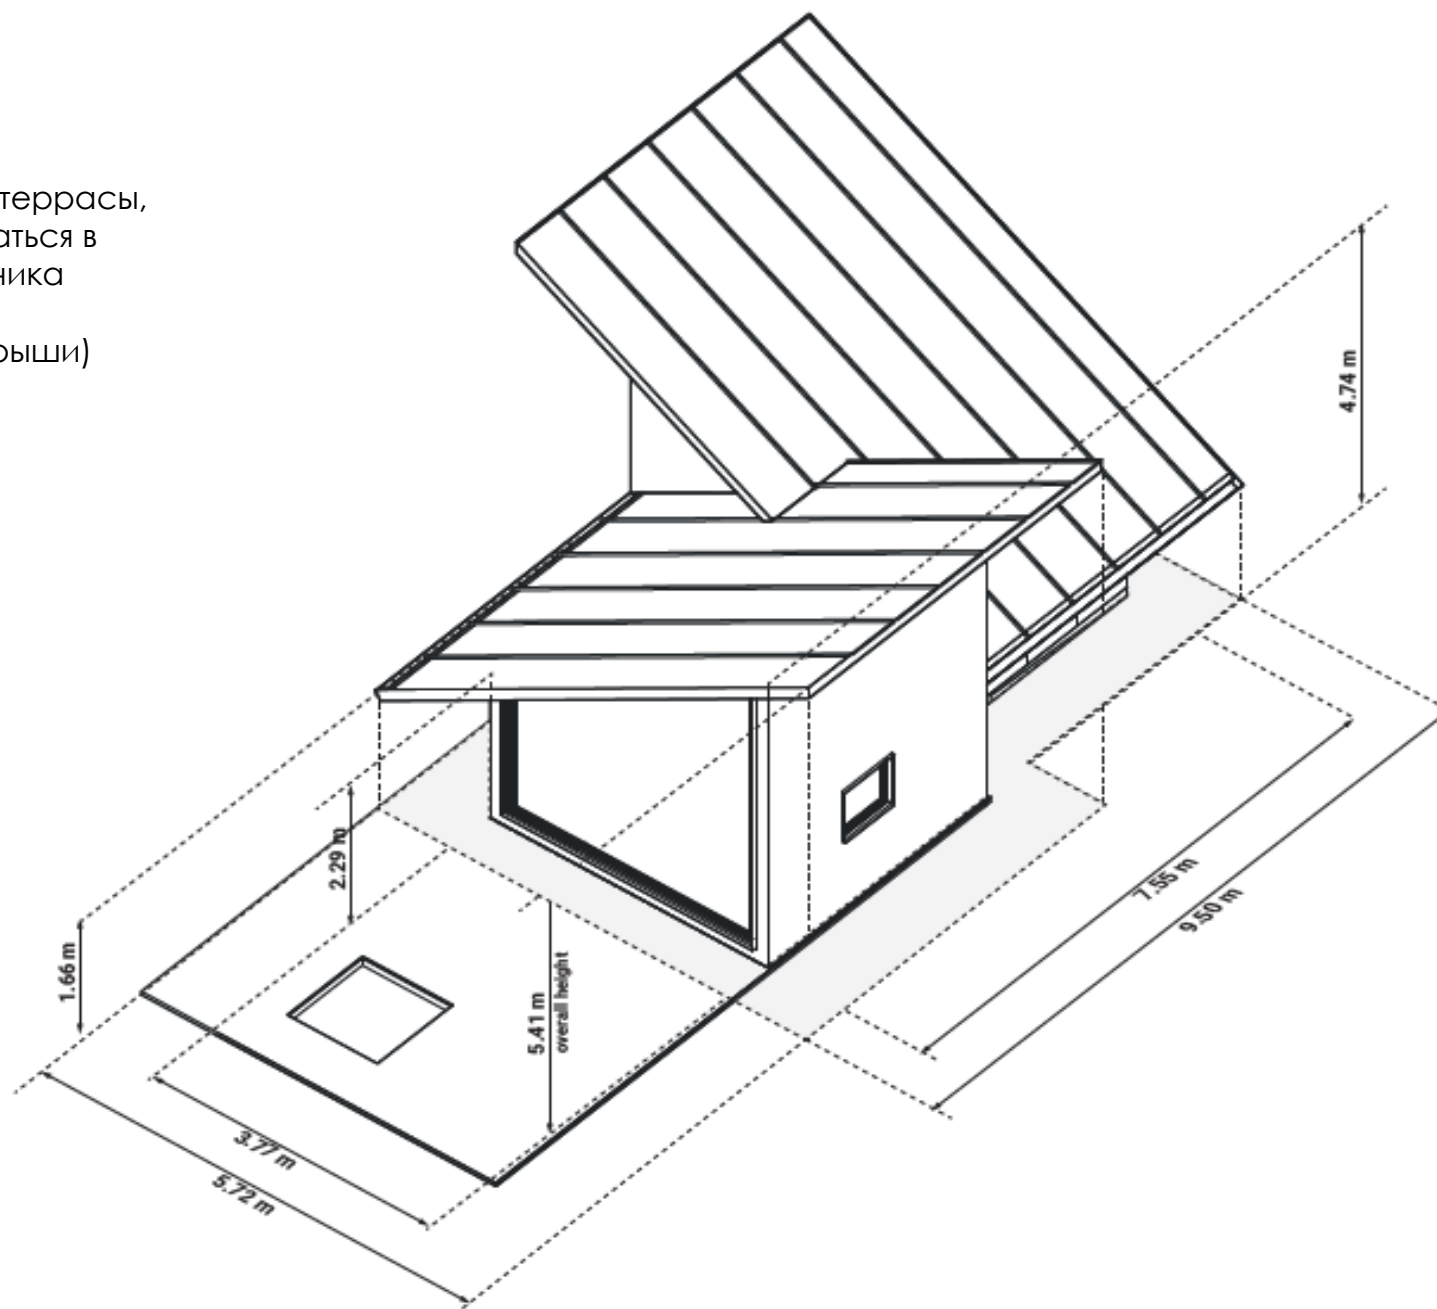 террасы,
аться в
ника
рыши)
4.74 m
2.29 m
7.55 m
9.50 m
1.66 m
5.41 m
overall height
3.77 m
5.72 m